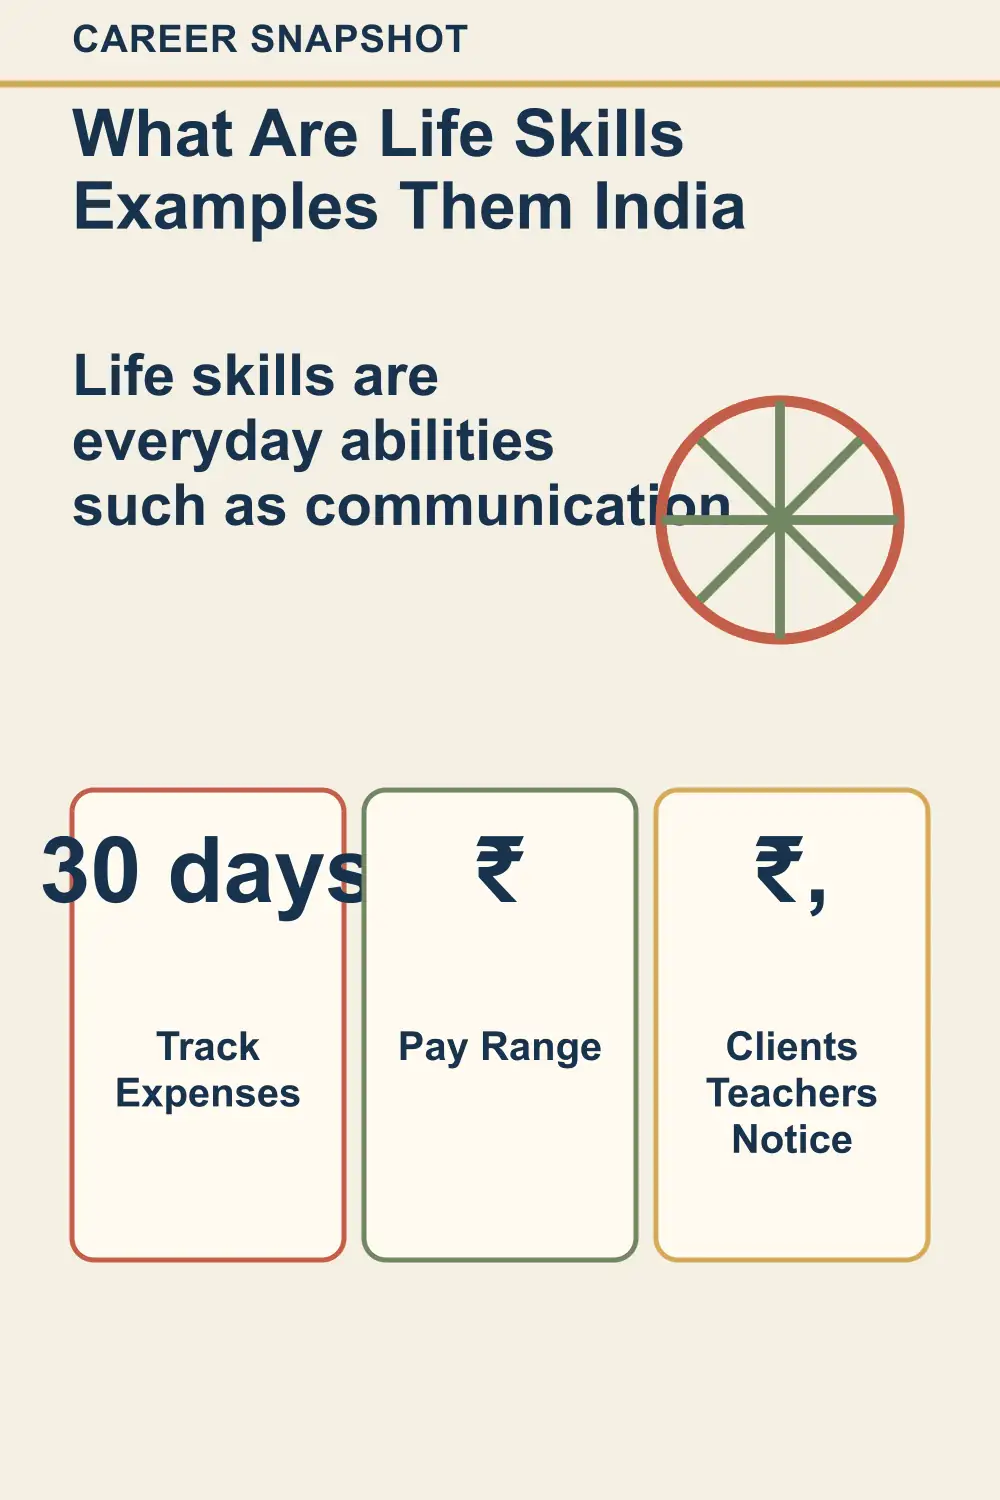 CAREER SNAPSHOT
What Are Life Skills
Examples Them India
Life skills are
everyday abilities
such as communication
30 days
Track
Expenses
₹
Pay Range
₹,
Clients
Teachers
Notice